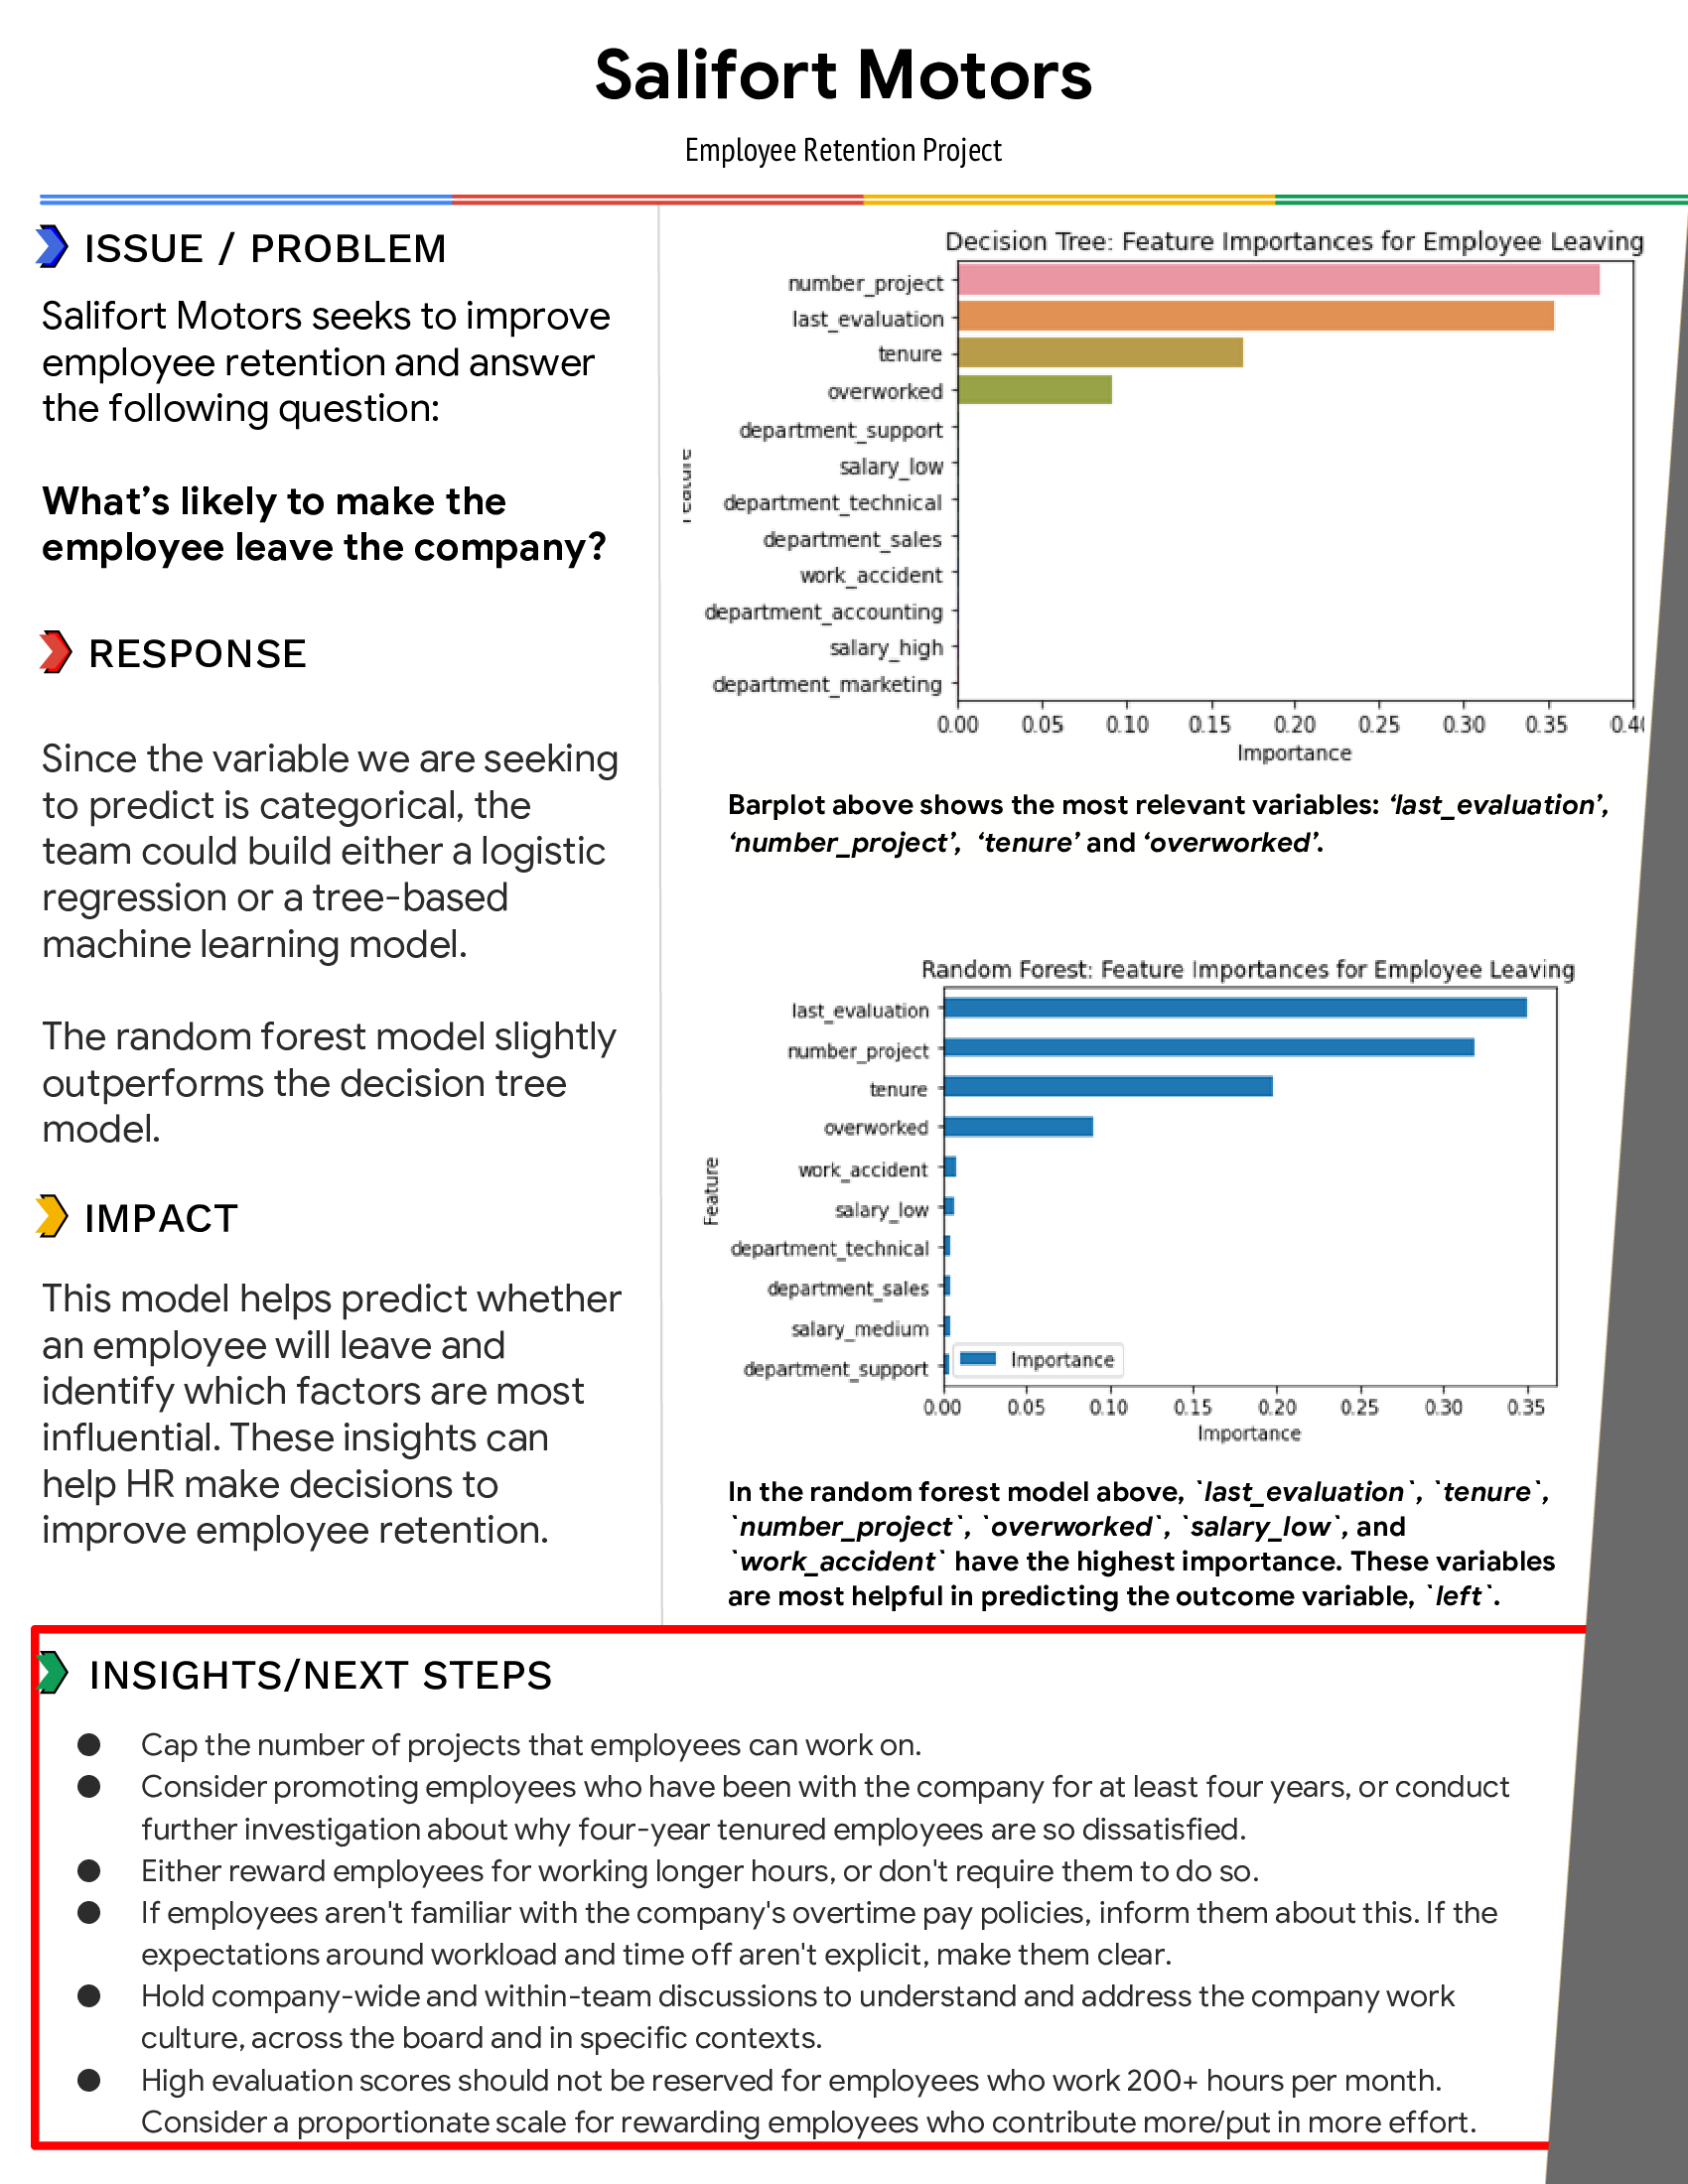 Salifort Motors
Employee Retention Project
ISSUE / PROBLEM
Salifort Motors seeks to improve
employee retention and answer
the following question:
What’s likely to make the
employee leave the company?
RESPONSE
Since the variable we are seeking
to predict is categorical, the
team could build either a logistic
regression or a tree-based
machine learning model.
The random forest model slightly
outperforms the decision tree
model.
IMPACT
This model helps predict whether
an employee will leave and
identify which factors are most
influential. These insights can
help HR make decisions to
improve employee retention.
Decision Tree: Feature Importances for Employee Leaving
number_project
last_evaluation
tenure
overworked
department_support
salary_low
department_technical
department_sales
work_accident
department_accounting
salary_high
department_marketing
Feature
0.00 0.05 0.10 0.15 0.20 0.25 0.30 0.35 0.40
Importance
Barplot above shows the most relevant variables: ‘last_evaluation’,
‘number_project’, ‘tenure’ and ‘overworked’.
Random Forest: Feature Importances for Employee Leaving
last_evaluation
number_project
tenure
overworked
work_accident
salary_low
department_technical
department_sales
salary_medium
department_support
Feature
Importance
0.00 0.05 0.10 0.15 0.20 0.25 0.30 0.35
Importance
In the random forest model above, `last_evaluation`, `tenure`,
`number_project`, `overworked`, `salary_low`, and
`work_accident` have the highest importance. These variables
are most helpful in predicting the outcome variable, `left`.
INSIGHTS/NEXT STEPS
● Cap the number of projects that employees can work on.
● Consider promoting employees who have been with the company for at least four years, or conduct
further investigation about why four-year tenured employees are so dissatisfied.
● Either reward employees for working longer hours, or don't require them to do so.
● If employees aren't familiar with the company's overtime pay policies, inform them about this. If the
expectations around workload and time off aren't explicit, make them clear.
● Hold company-wide and within-team discussions to understand and address the company work
culture, across the board and in specific contexts.
● High evaluation scores should not be reserved for employees who work 200+ hours per month.
Consider a proportionate scale for rewarding employees who contribute more/put in more effort.